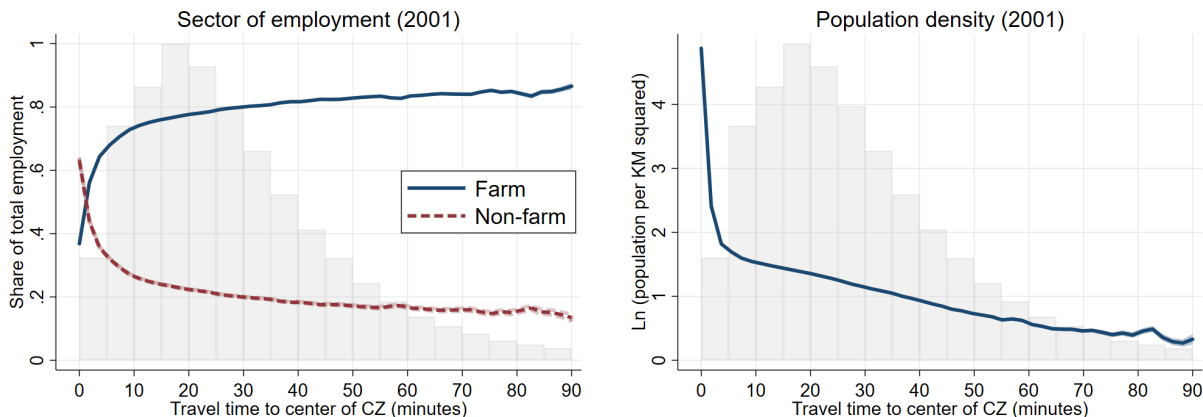 Sector of employment (2001)
Share of total employment
1
.8
.6
.4
.2
0
Farm
Non-farm
0 10 20 30 40 50 60 70 80 90
Travel time to center of CZ (minutes)
Population density (2001)
Ln (population per KM squared)
4
3
2
1
0
0 10 20 30 40 50 60 70 80 90
Travel time to center of CZ (minutes)